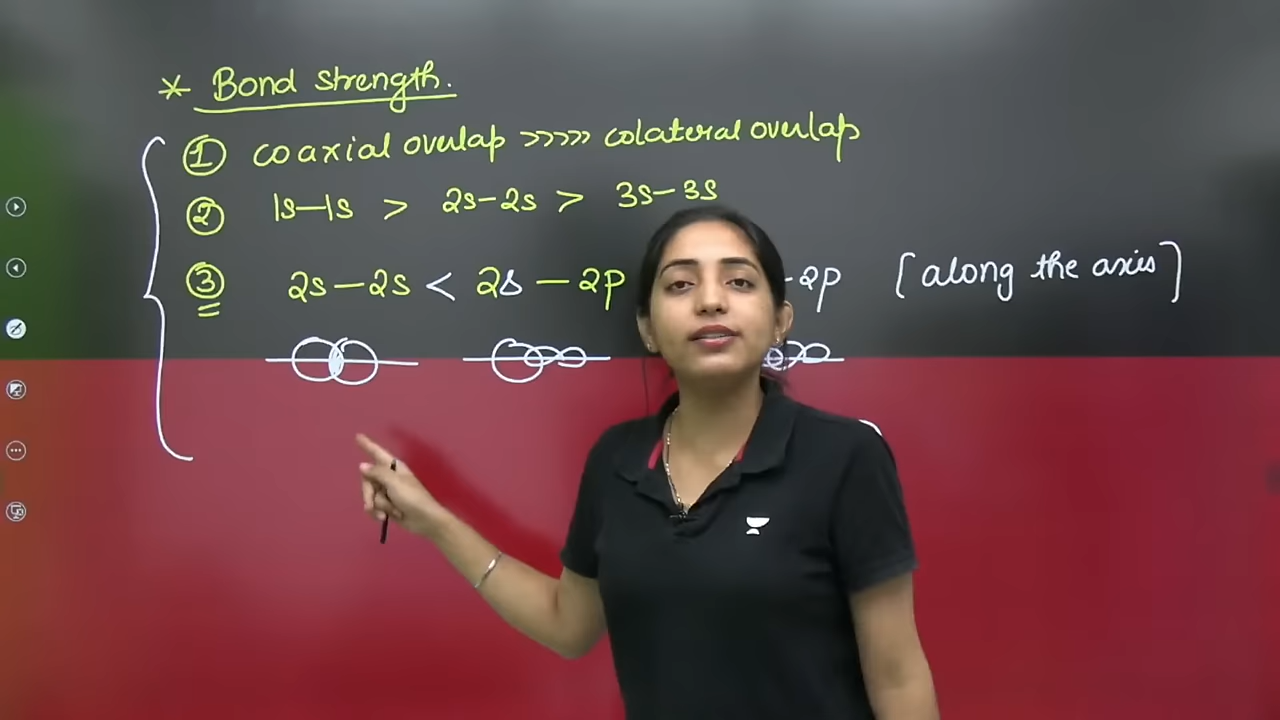 * Bond strength.
① coaxial overlap >>>>> colateral overlap
② 1s–1s > 2s–2s > 3s–3s
③ 2s–2s < 2s–2p -2p [along the axis]